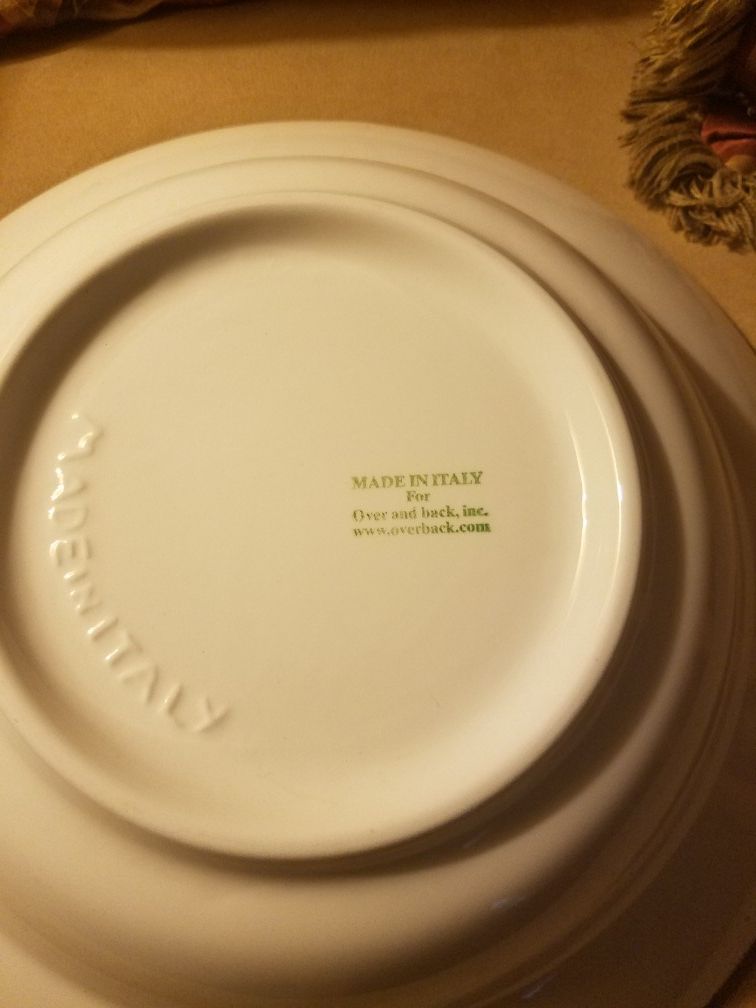 MADE IN ITALY
For
Over and back, inc.
www.overback.com
MADE IN ITALY